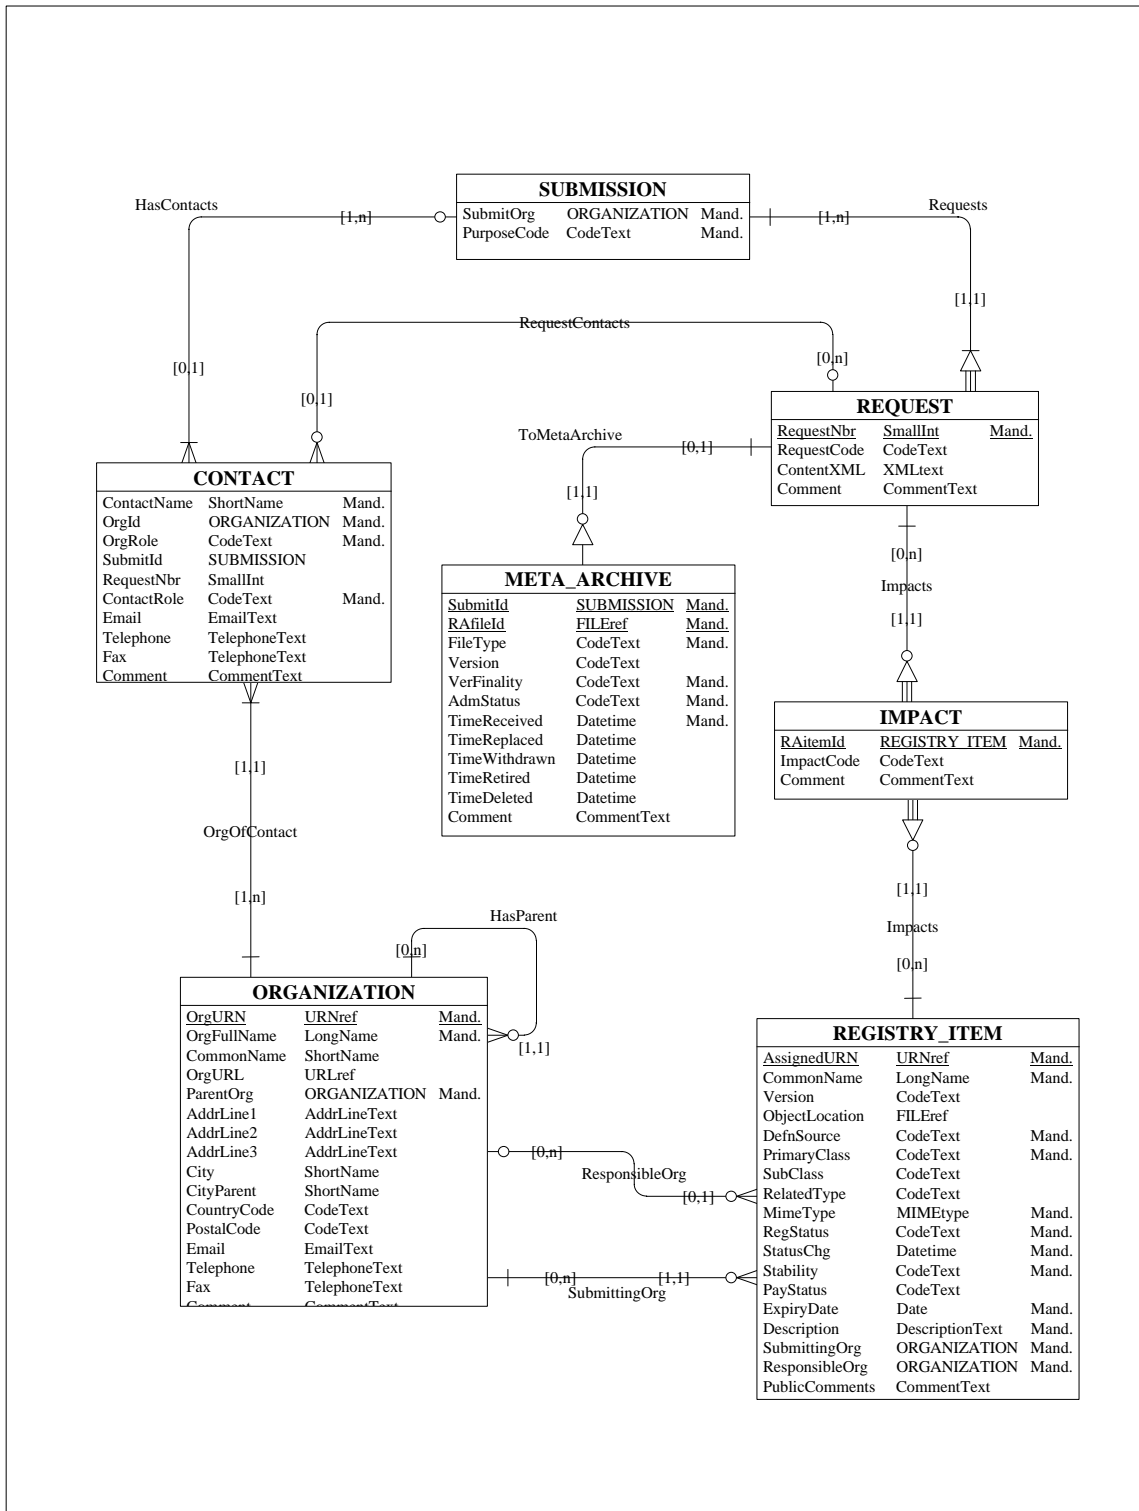 SUBMISSION
SubmitOrg ORGANIZATION Mand.
PurposeCode CodeText Mand.
HasContacts
[1,n]
[0,1]
Requests
[1,n]
[1,1]
RequestContacts
[0,n]
[0,1]
REQUEST
RequestNbr SmallInt Mand.
RequestCode CodeText
ContentXML XMLtext
Comment CommentText
ToMetaArchive
[0,1]
[1,1]
CONTACT
ContactName ShortName Mand.
OrgId ORGANIZATION Mand.
OrgRole CodeText Mand.
SubmitId SUBMISSION
RequestNbr SmallInt
ContactRole CodeText Mand.
Email EmailText
Telephone TelephoneText
Fax TelephoneText
Comment CommentText
META_ARCHIVE
SubmitId SUBMISSION Mand.
RAfileId FILEref Mand.
FileType CodeText Mand.
Version CodeText
VerFinality CodeText Mand.
AdmStatus CodeText Mand.
TimeReceived Datetime Mand.
TimeReplaced Datetime
TimeWithdrawn Datetime
TimeRetired Datetime
TimeDeleted Datetime
Comment CommentText
[0,n]
Impacts
[1,1]
IMPACT
RAitemId REGISTRY_ITEM Mand.
ImpactCode CodeText
Comment CommentText
[1,1]
OrgOfContact
[1,n]
[1,1]
Impacts
[0,n]
HasParent
[0,n]
[1,1]
ORGANIZATION
OrgURN URNref Mand.
OrgFullName LongName Mand.
CommonName ShortName
OrgURL URLref
ParentOrg ORGANIZATION Mand.
AddrLine1 AddrLineText
AddrLine2 AddrLineText
AddrLine3 AddrLineText
City ShortName
CityParent ShortName
CountryCode CodeText
PostalCode CodeText
Email EmailText
Telephone TelephoneText
Fax TelephoneText
Comment CommentText
[0,n]
ResponsibleOrg
[0,1]
[0,n]
[1,1]
SubmittingOrg
REGISTRY_ITEM
AssignedURN URNref Mand.
CommonName LongName Mand.
Version CodeText
ObjectLocation FILEref
DefnSource CodeText Mand.
PrimaryClass CodeText Mand.
SubClass CodeText
RelatedType CodeText
MimeType MIMEtype Mand.
RegStatus CodeText Mand.
StatusChg Datetime Mand.
Stability CodeText Mand.
PayStatus CodeText
ExpiryDate Date Mand.
Description DescriptionText Mand.
SubmittingOrg ORGANIZATION Mand.
ResponsibleOrg ORGANIZATION Mand.
PublicComments CommentText